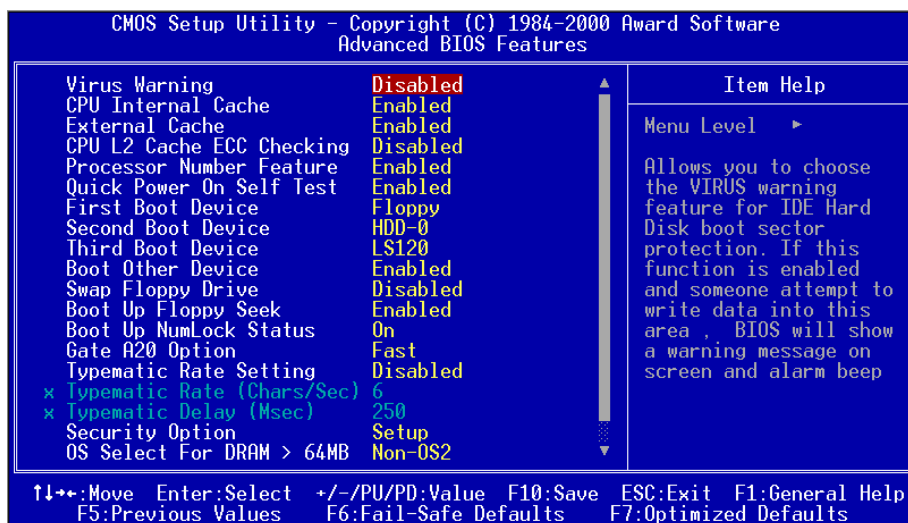 CMOS Setup Utility - Copyright (C) 1984-2000 Award Software
Advanced BIOS Features
Virus Warning Disabled
CPU Internal Cache Enabled
External Cache Enabled
CPU L2 Cache ECC Checking Disabled
Processor Number Feature Enabled
Quick Power On Self Test Enabled
First Boot Device Floppy
Second Boot Device HDD-0
Third Boot Device LS120
Boot Other Device Enabled
Swap Floppy Drive Disabled
Boot Up Floppy Seek Enabled
Boot Up NumLock Status On
Gate A20 Option Fast
Typematic Rate Setting Disabled
x Typematic Rate (Chars/Sec) 6
x Typematic Delay (Msec) 250
Security Option Setup
OS Select For DRAM > 64MB Non-OS2
Item Help
Menu Level ►
Allows you to choose
the VIRUS warning
feature for IDE Hard
Disk boot sector
protection. If this
function is enabled
and someone attempt to
write data into this
area , BIOS will show
a warning message on
screen and alarm beep
↑↓→←:Move Enter:Select +/-/PU/PD:Value F10:Save ESC:Exit F1:General Help
F5:Previous Values F6:Fail-Safe Defaults F7:Optimized Defaults